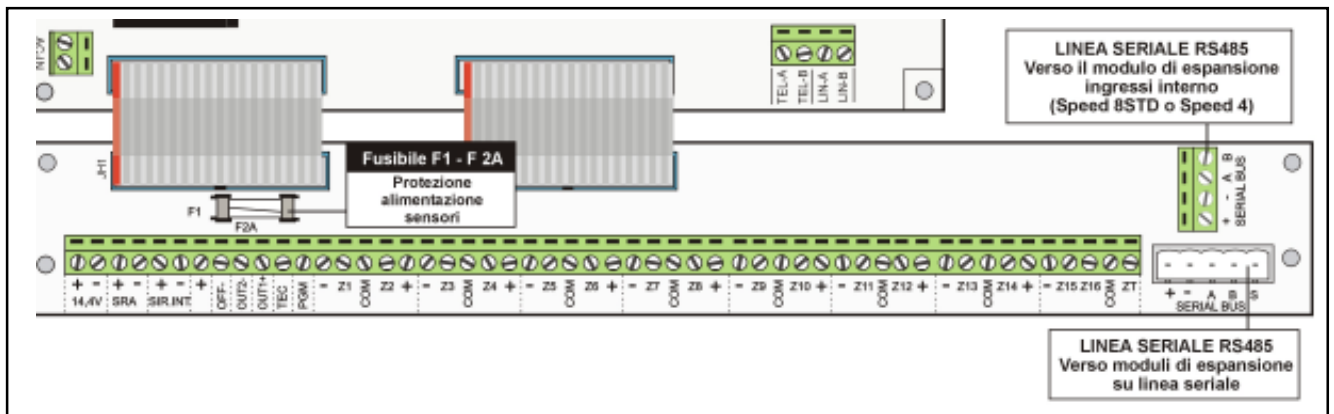 LINEA SERIALE RS485
Verso il modulo di espansione
ingressi interno
(Speed 8STD o Speed 4)
TEL-A
TEL-B
LIN-A
LIN-B
JH1
Fusibile F1 - F 2A
Protezione
alimentazione
sensori
F1
F2A
B
A
-
+
SERIAL BUS
+ - + - + - + OFF- OUT2- OUT1+ TEC PGM - Z1 COM Z2 + - Z3 COM Z4 + - Z5 COM Z6 + - Z7 COM Z8 + - Z9 COM Z10 + - Z11 COM Z12 + - Z13 COM Z14 + - Z15 Z16 COM ZT
14,4V SRA SIR.INT.
+ - A B S
SERIAL BUS
LINEA SERIALE RS485
Verso moduli di espansione
su linea seriale